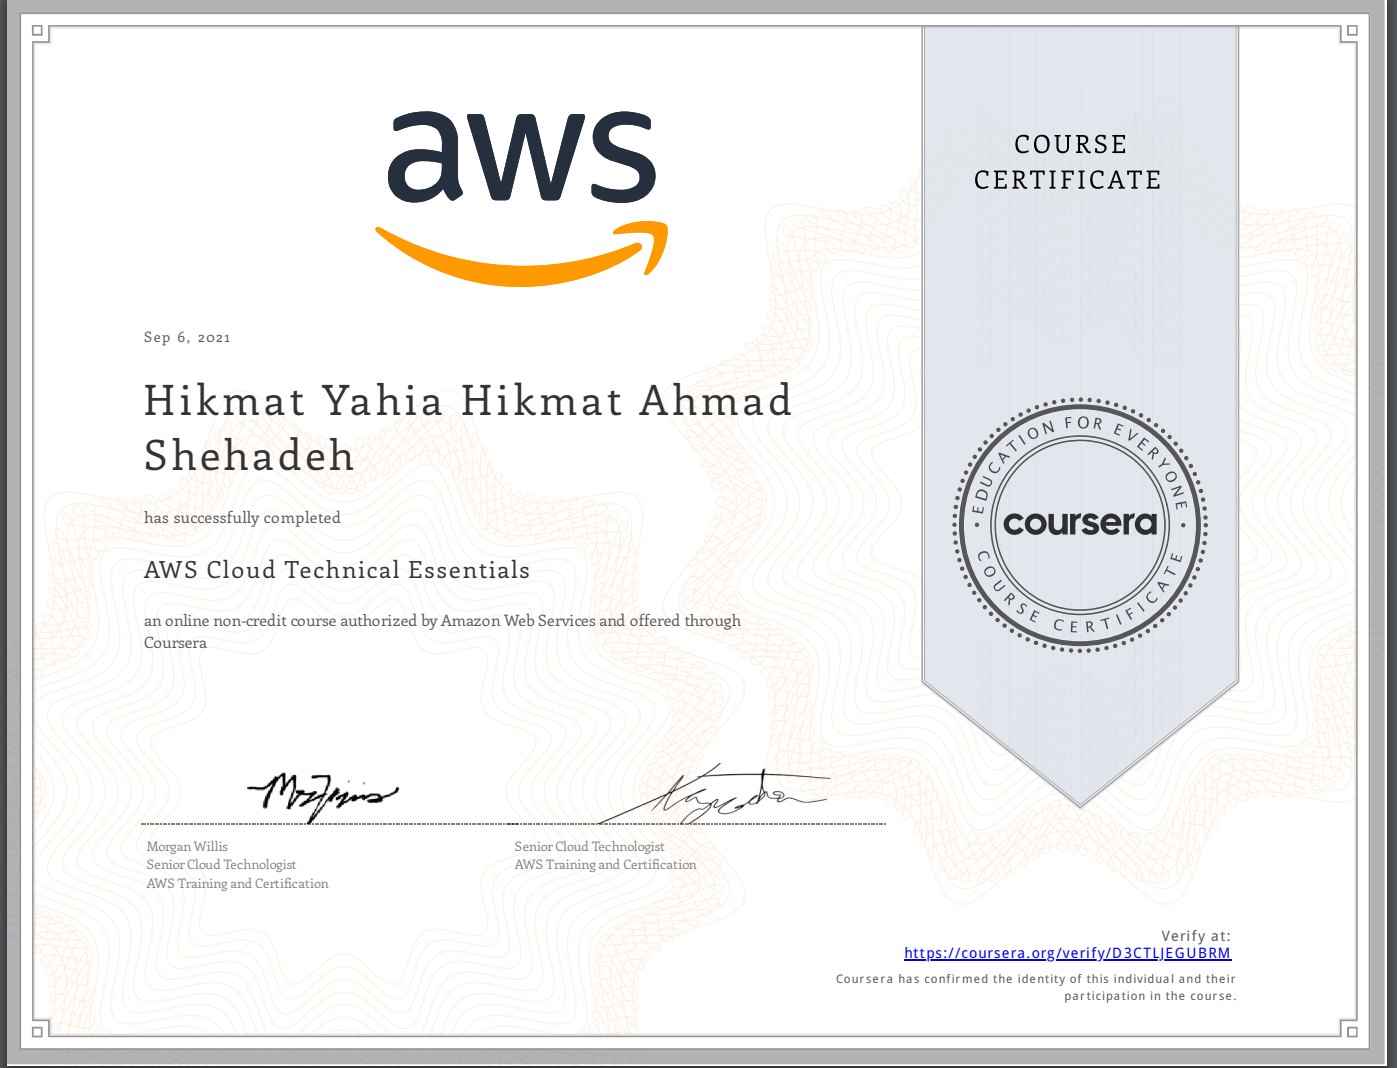 aws
COURSE
CERTIFICATE
Sep 6, 2021
Hikmat Yahia Hikmat Ahmad
Shehadeh
has successfully completed
AWS Cloud Technical Essentials
an online non-credit course authorized by Amazon Web Services and offered through
Coursera
EDUCATION FOR EVERYONE
coursera
COURSE CERTIFICATE
Morgan Willis
Senior Cloud Technologist
AWS Training and Certification
Senior Cloud Technologist
AWS Training and Certification
Verify at:
https://coursera.org/verify/D3CTLJEGUBRM
Coursera has confirmed the identity of this individual and their
participation in the course.